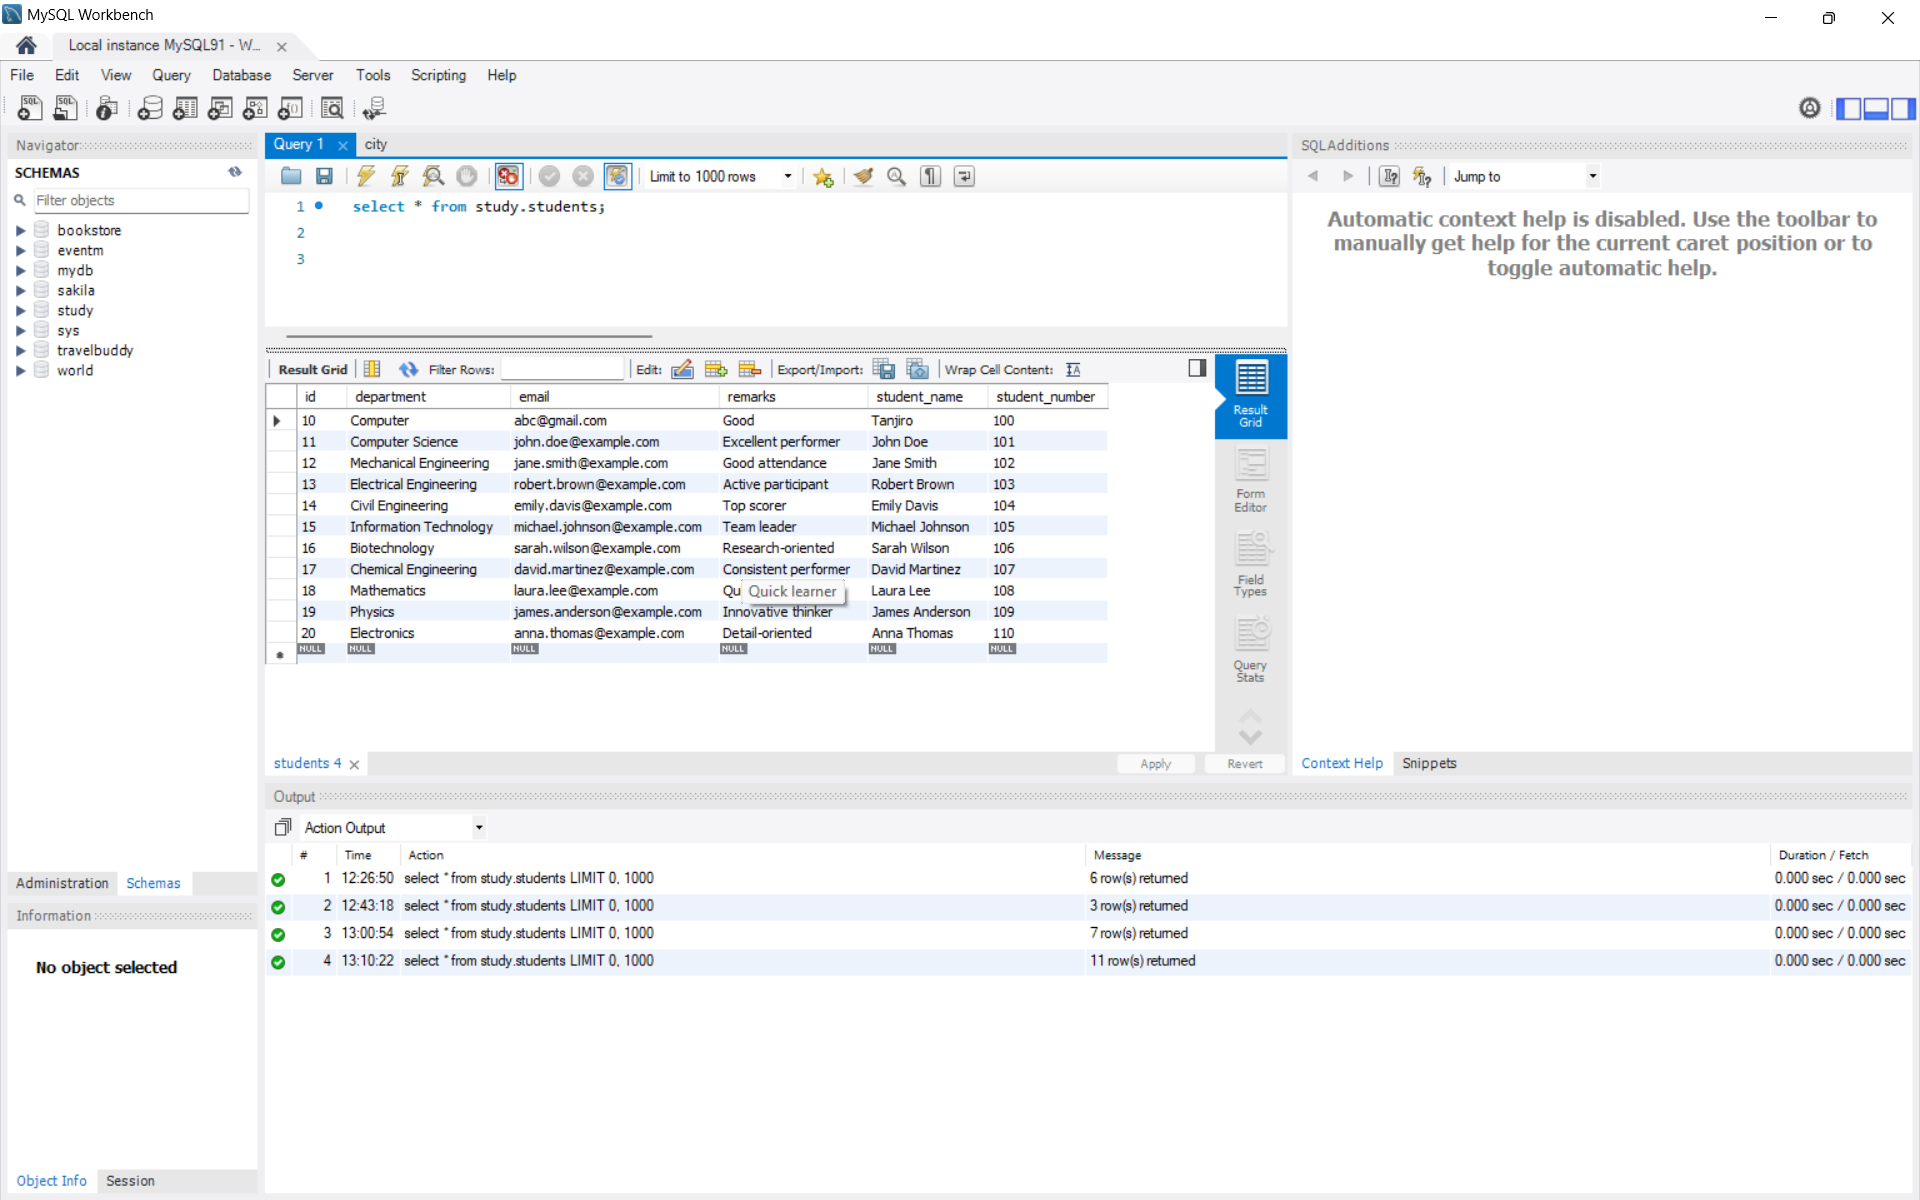 MySQL Workbench
Local instance MySQL91 - W...
File Edit View Query Database Server Tools Scripting Help
Navigator
SCHEMAS
Filter objects
bookstore
eventm
mydb
sakila
study
sys
travelbuddy
world
Administration Schemas
Information
No object selected
Object Info Session
Query 1 city
Limit to 1000 rows
1 select * from study.students;
2
3
Result Grid Filter Rows: Edit: Export/Import: Wrap Cell Content:
id department email remarks student_name student_number
10 Computer abc@gmail.com Good Tanjiro 100
11 Computer Science john.doe@example.com Excellent performer John Doe 101
12 Mechanical Engineering jane.smith@example.com Good attendance Jane Smith 102
13 Electrical Engineering robert.brown@example.com Active participant Robert Brown 103
14 Civil Engineering emily.davis@example.com Top scorer Emily Davis 104
15 Information Technology michael.johnson@example.com Team leader Michael Johnson 105
16 Biotechnology sarah.wilson@example.com Research-oriented Sarah Wilson 106
17 Chemical Engineering david.martinez@example.com Consistent performer David Martinez 107
18 Mathematics laura.lee@example.com Qu Quick learner Laura Lee 108
19 Physics james.anderson@example.com Innovative thinker James Anderson 109
20 Electronics anna.thomas@example.com Detail-oriented Anna Thomas 110
NULL NULL NULL NULL NULL NULL
Result
Grid
Form
Editor
Field
Types
Query
Stats
students 4 Apply Revert
SQLAdditions
Jump to
Automatic context help is disabled. Use the toolbar to
manually get help for the current caret position or to
toggle automatic help.
Context Help Snippets
Output
Action Output
# Time Action Message Duration / Fetch
1 12:26:50 select * from study.students LIMIT 0, 1000 6 row(s) returned 0.000 sec / 0.000 sec
2 12:43:18 select * from study.students LIMIT 0, 1000 3 row(s) returned 0.000 sec / 0.000 sec
3 13:00:54 select * from study.students LIMIT 0, 1000 7 row(s) returned 0.000 sec / 0.000 sec
4 13:10:22 select * from study.students LIMIT 0, 1000 11 row(s) returned 0.000 sec / 0.000 sec